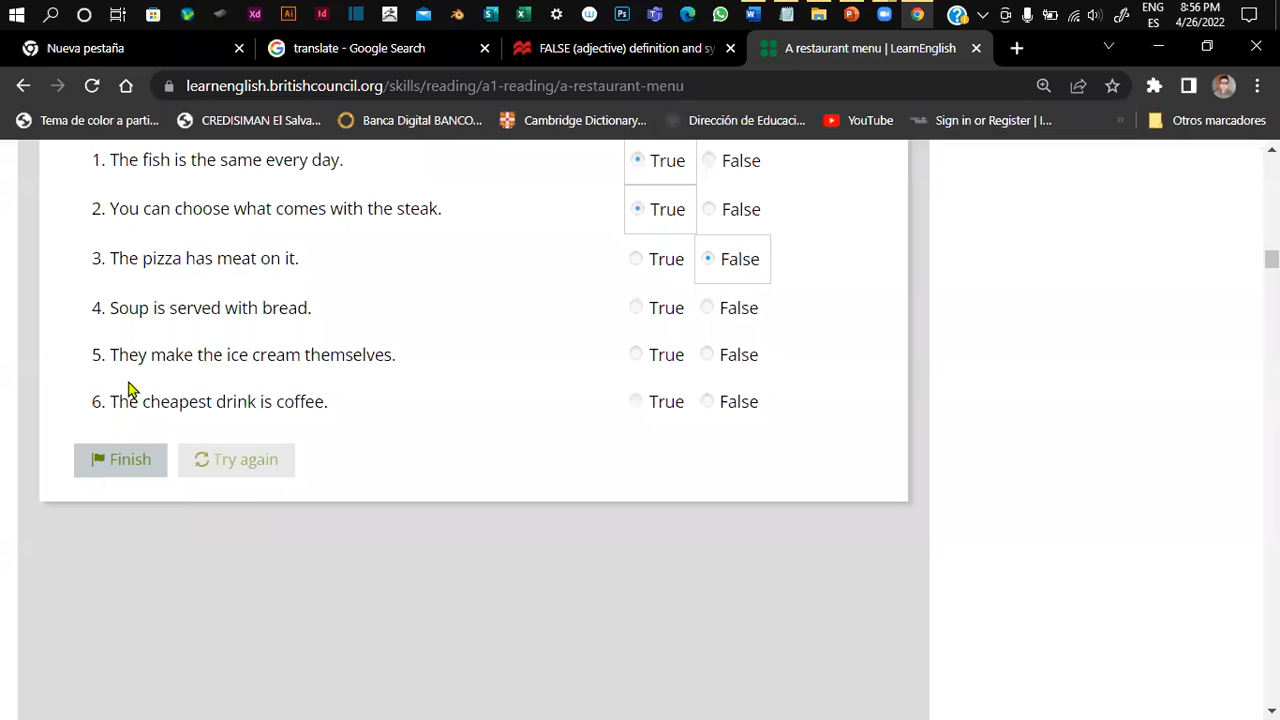 ENG
8:56 PM
ES
4/26/2022
Nueva pestaña
translate - Google Search
FALSE (adjective) definition and sy
A restaurant menu | LearnEnglish
learnenglish.britishcouncil.org/skills/reading/a1-reading/a-restaurant-menu
Tema de color a parti...
CREDISIMAN El Salva...
Banca Digital BANCO...
Cambridge Dictionary...
Dirección de Educaci...
YouTube
Sign in or Register | I...
Otros marcadores
1. The fish is the same every day. True False
2. You can choose what comes with the steak. True False
3. The pizza has meat on it. True False
4. Soup is served with bread. True False
5. They make the ice cream themselves. True False
6. The cheapest drink is coffee. True False
Finish Try again